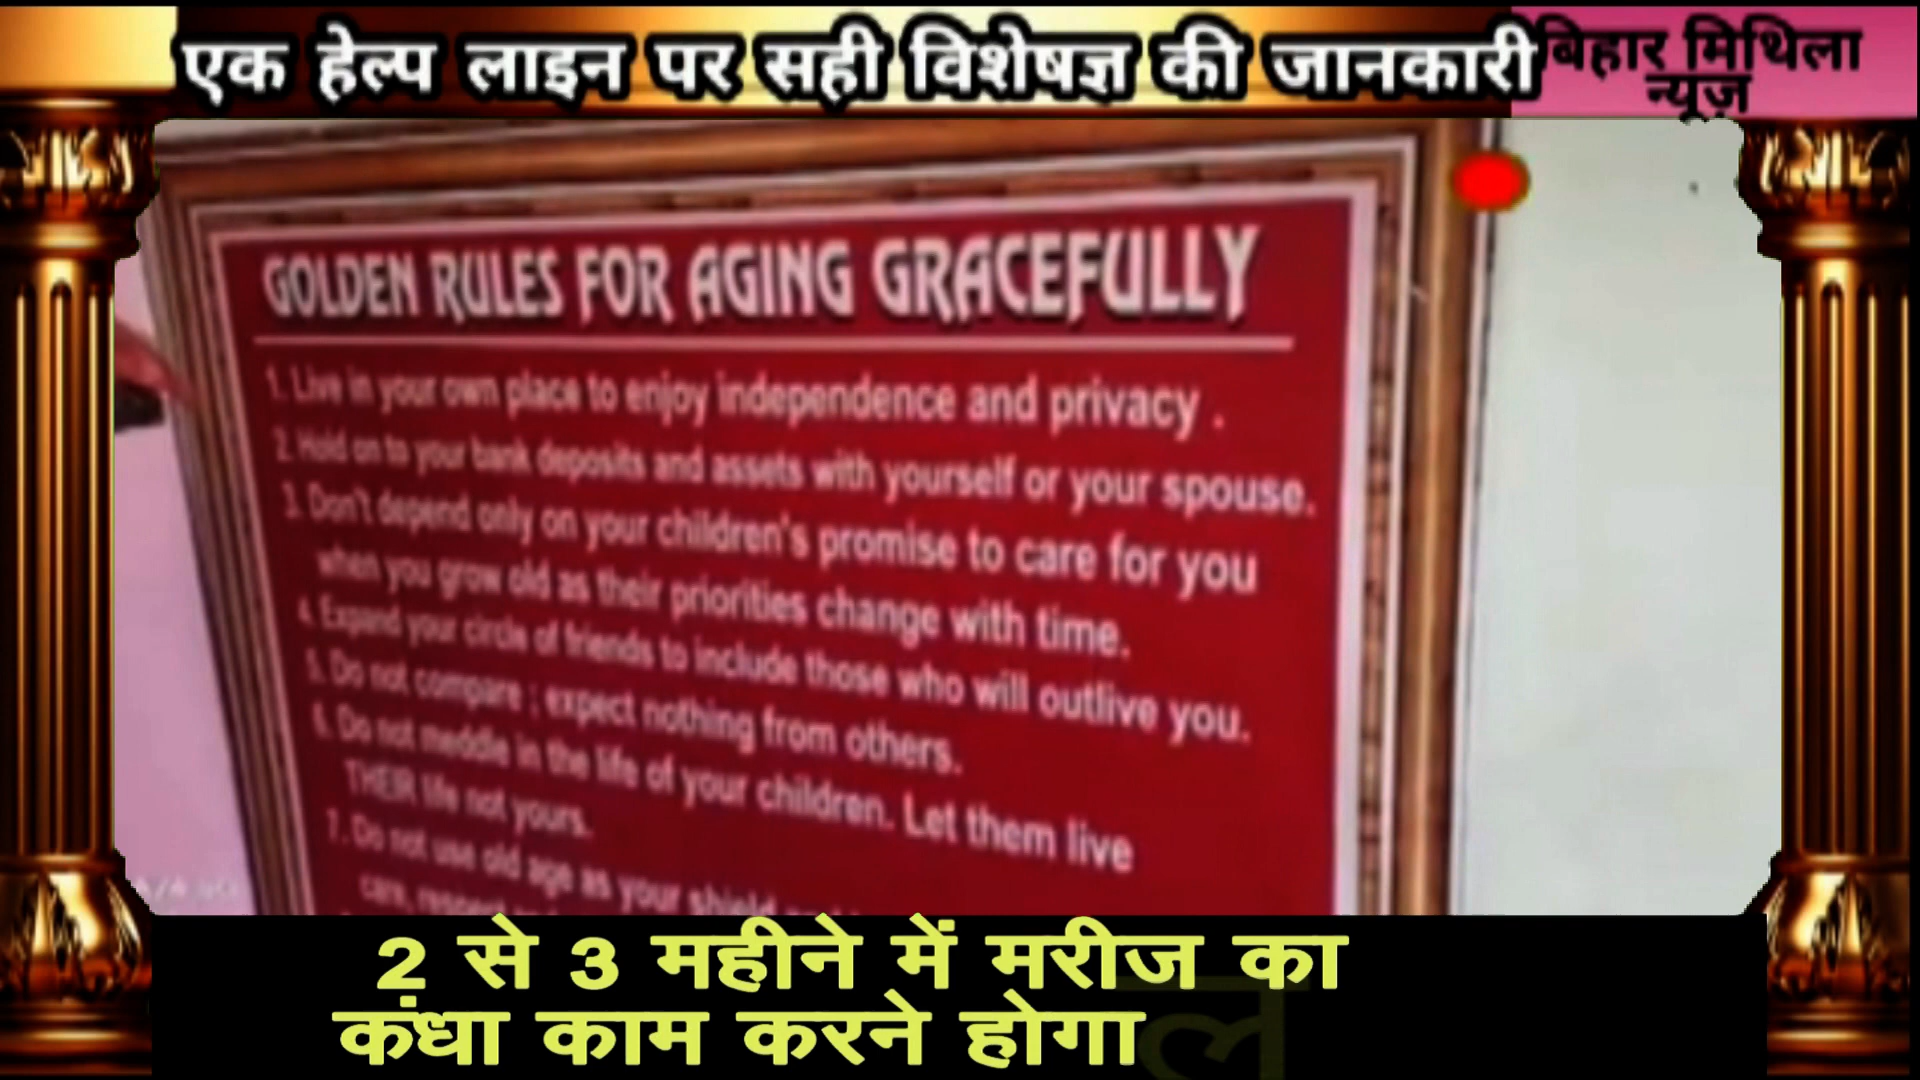 एक हेल्प लाइन पर सही विशेषज्ञ की जानकारी
बिहार मिथिला
न्यूज़
GOLDEN RULES FOR AGING GRACEFULLY
1. Live in your own place to enjoy independence and privacy .
2. Hold on to your bank deposits and assets with yourself or your spouse.
3. Don't depend only on your children's promise to care for you
when you grow old as their priorities change with time.
4. Expand your circle of friends to include those who will outlive you.
5. Do not compare ; expect nothing from others.
6. Do not meddle in the life of your children. Let them live
THEIR life not yours.
7. Do not use old age as your shield
care, respect
2 से 3 महीने में मरीज का
कंधा काम करने होगा
ल